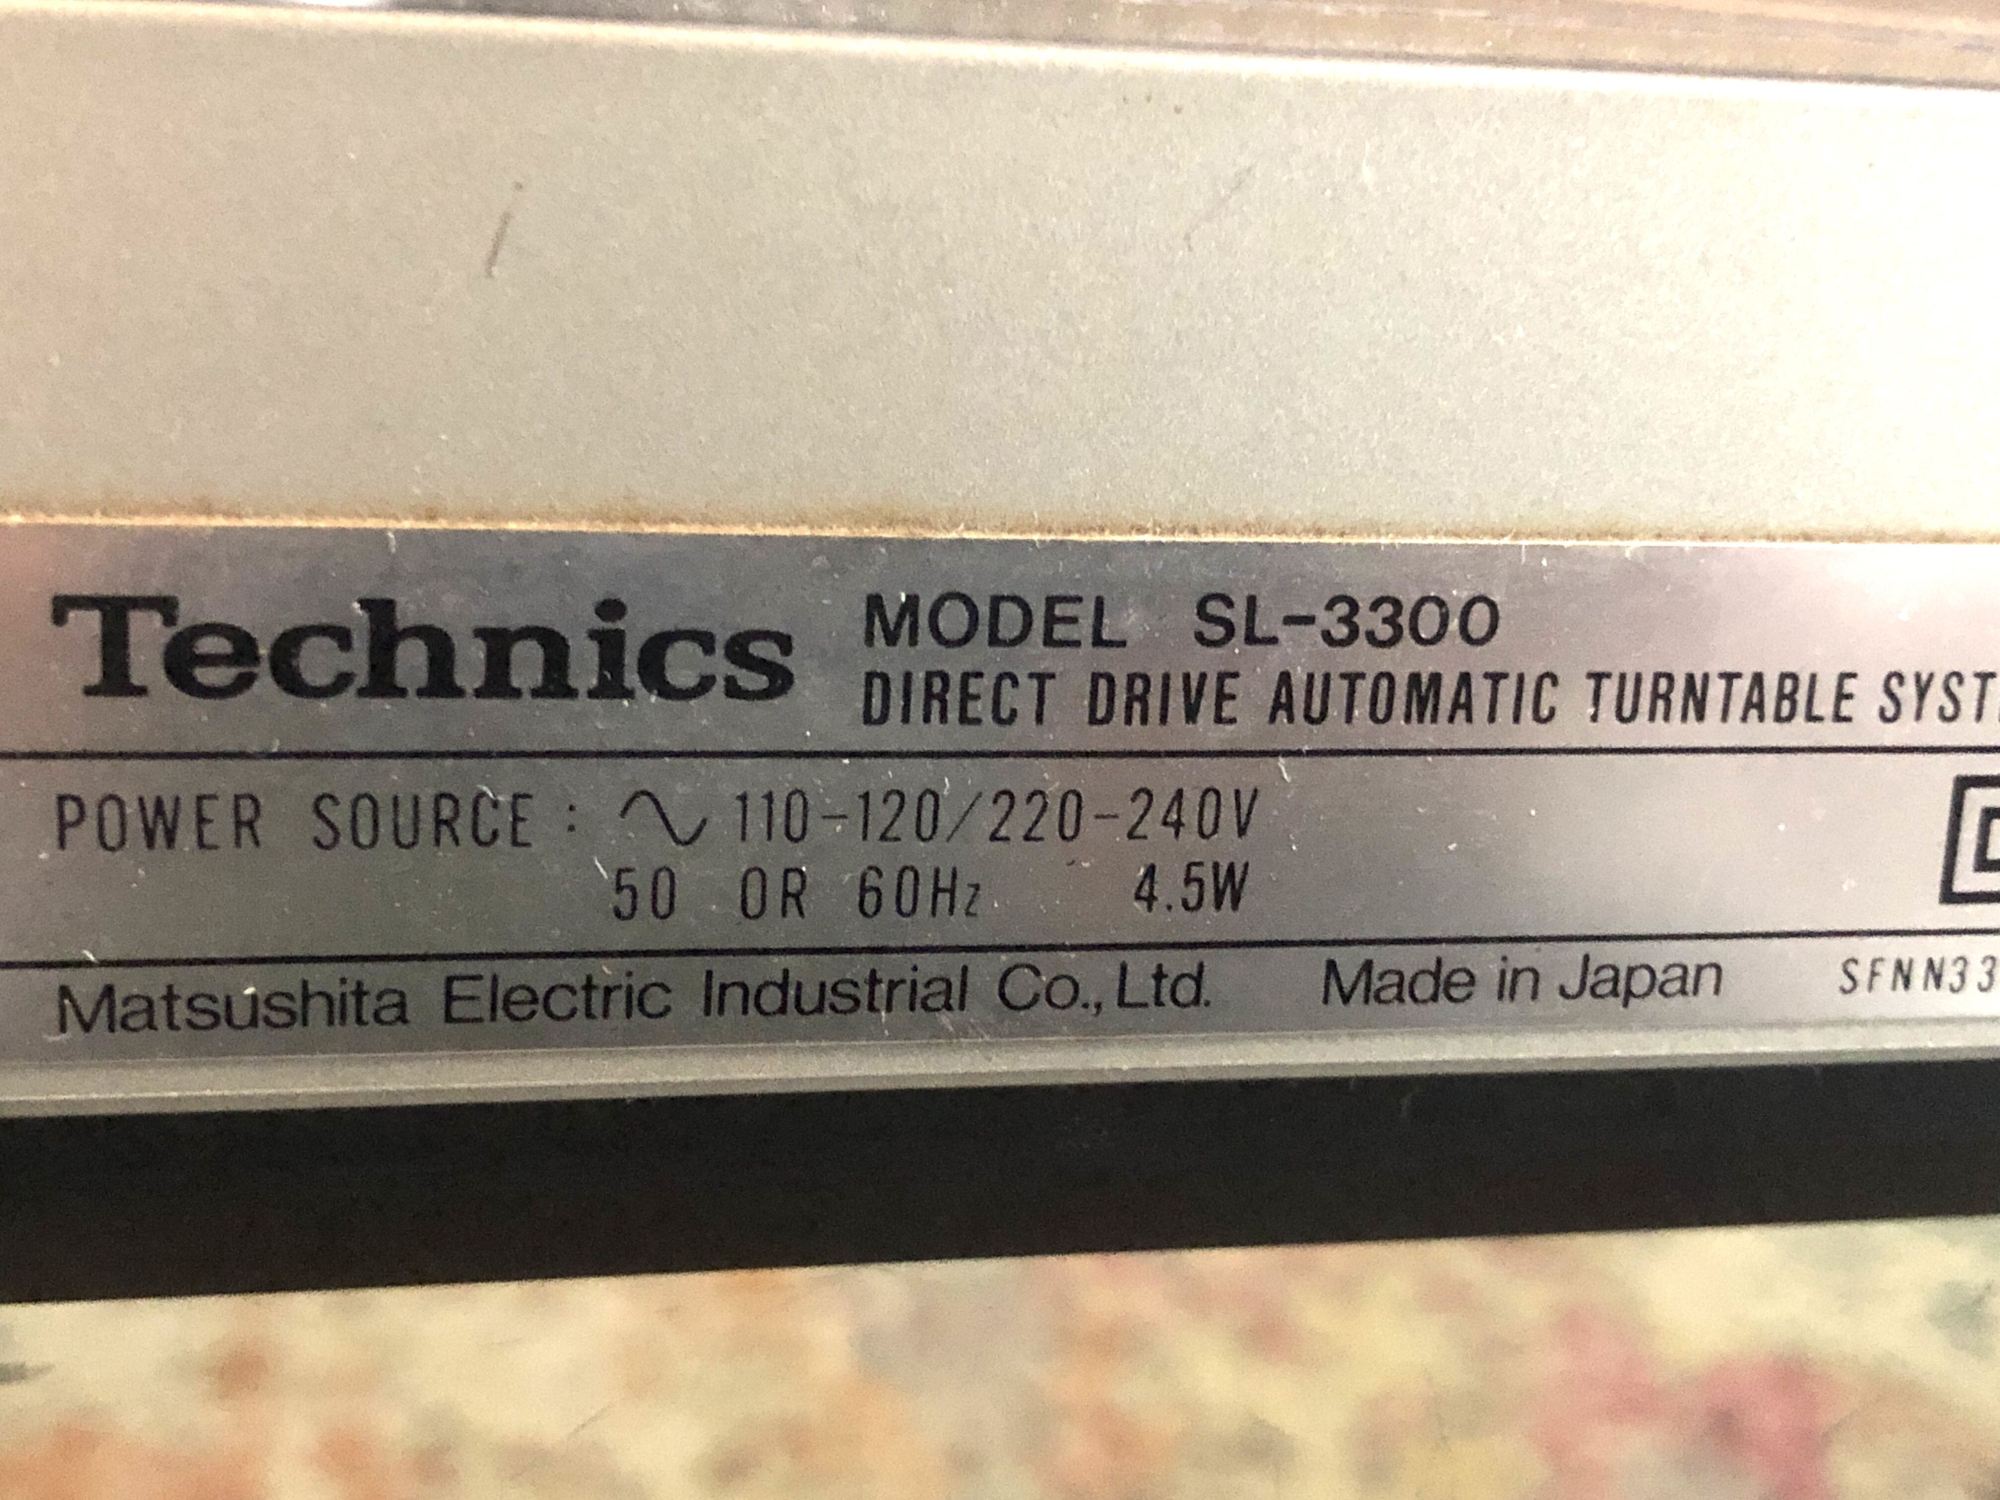 Technics MODEL SL-3300
DIRECT DRIVE AUTOMATIC TURNTABLE
POWER SOURCE : ∿ 110-120/220-240V
50 OR 60Hz 4.5W
Matsushita Electric Industrial Co., Ltd. Made in Japan